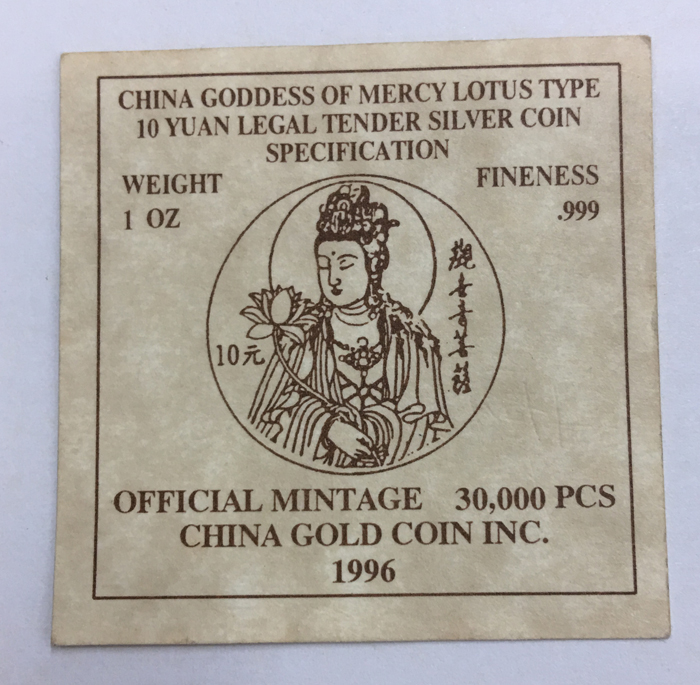 CHINA GODDESS OF MERCY LOTUS TYPE
10 YUAN LEGAL TENDER SILVER COIN
SPECIFICATION
WEIGHT FINENESS
1 OZ .999
觀世音菩薩
10元
OFFICIAL MINTAGE 30,000 PCS
CHINA GOLD COIN INC.
1996